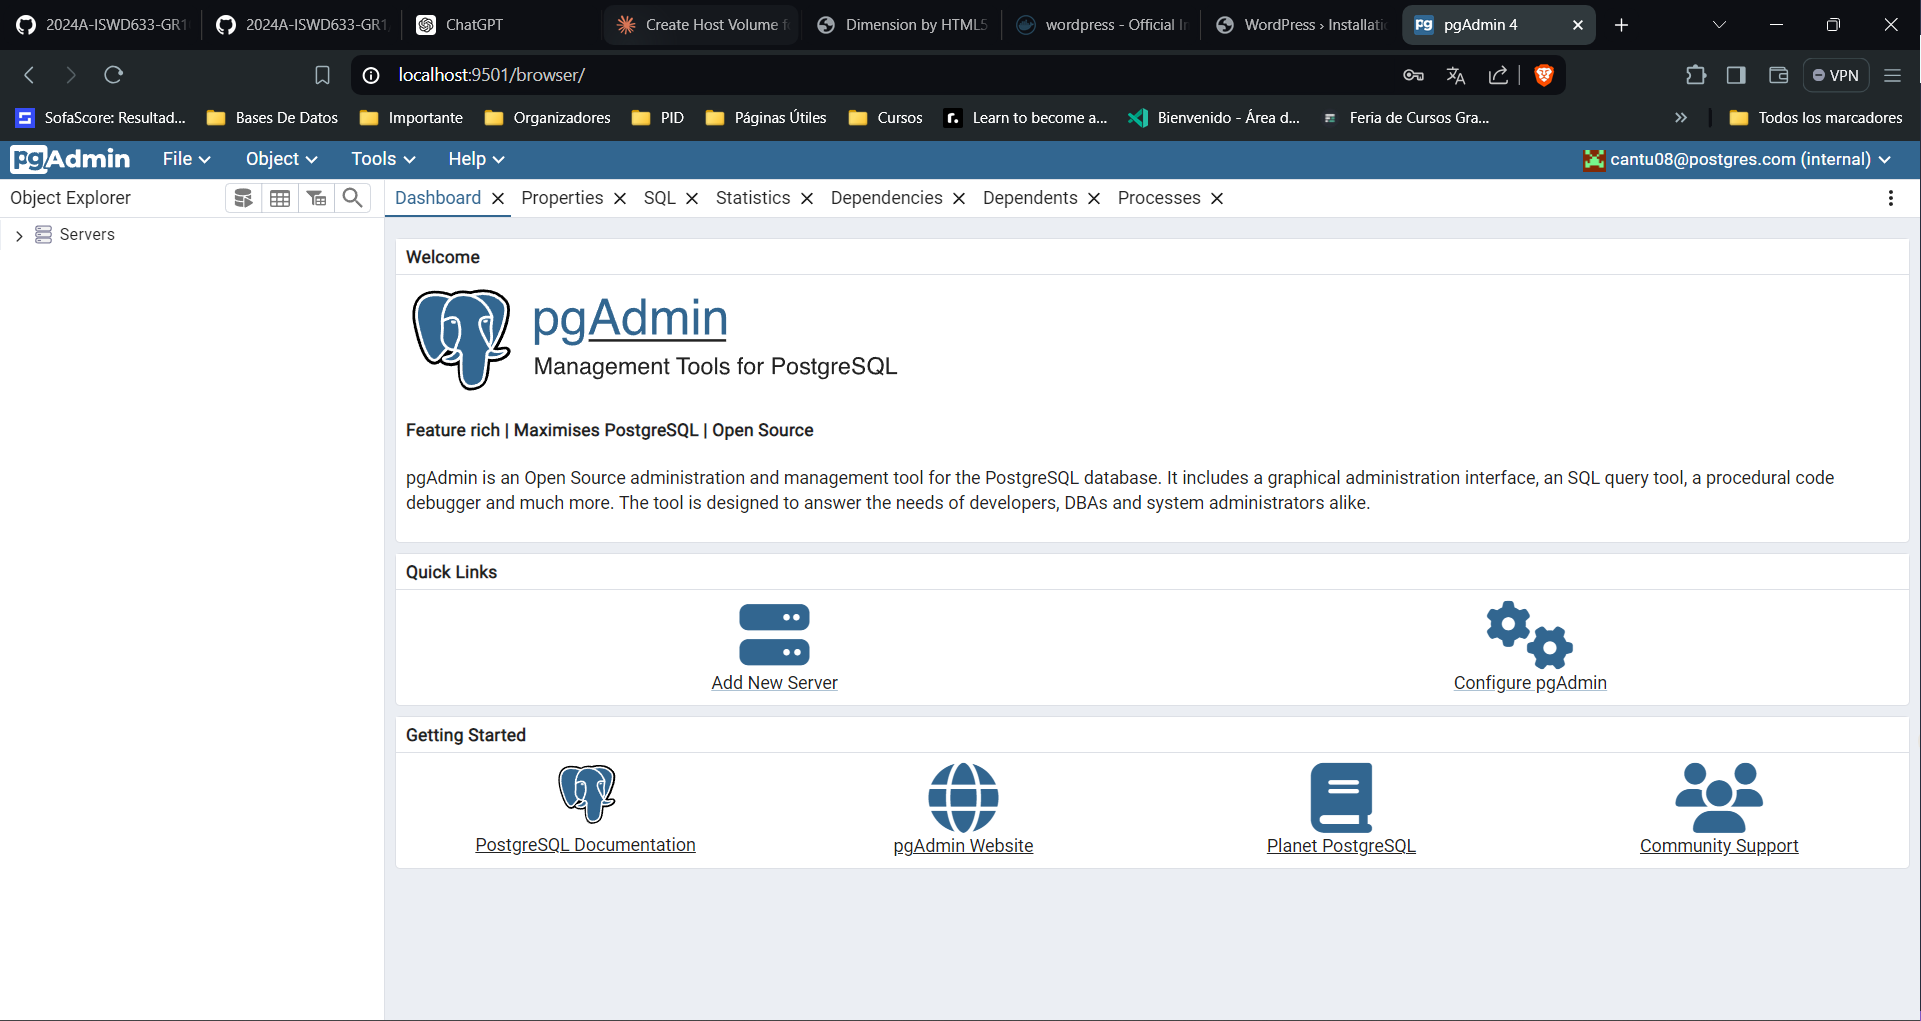 2024A-ISWD633-GR1
2024A-ISWD633-GR1
ChatGPT
Create Host Volume f
Dimension by HTML5
wordpress - Official I
WordPress › Installati
pgAdmin 4
localhost:9501/browser/
VPN
SofaScore: Resultad...
Bases De Datos
Importante
Organizadores
PID
Páginas Útiles
Cursos
Learn to become a...
Bienvenido - Área d...
Feria de Cursos Gra...
Todos los marcadores
pgAdmin
File
Object
Tools
Help
cantu08@postgres.com (internal)
Object Explorer
Dashboard
Properties
SQL
Statistics
Dependencies
Dependents
Processes
Servers
Welcome
pgAdmin
Management Tools for PostgreSQL
Feature rich | Maximises PostgreSQL | Open Source
pgAdmin is an Open Source administration and management tool for the PostgreSQL database. It includes a graphical administration interface, an SQL query tool, a procedural code
debugger and much more. The tool is designed to answer the needs of developers, DBAs and system administrators alike.
Quick Links
Add New Server
Configure pgAdmin
Getting Started
PostgreSQL Documentation
pgAdmin Website
Planet PostgreSQL
Community Support